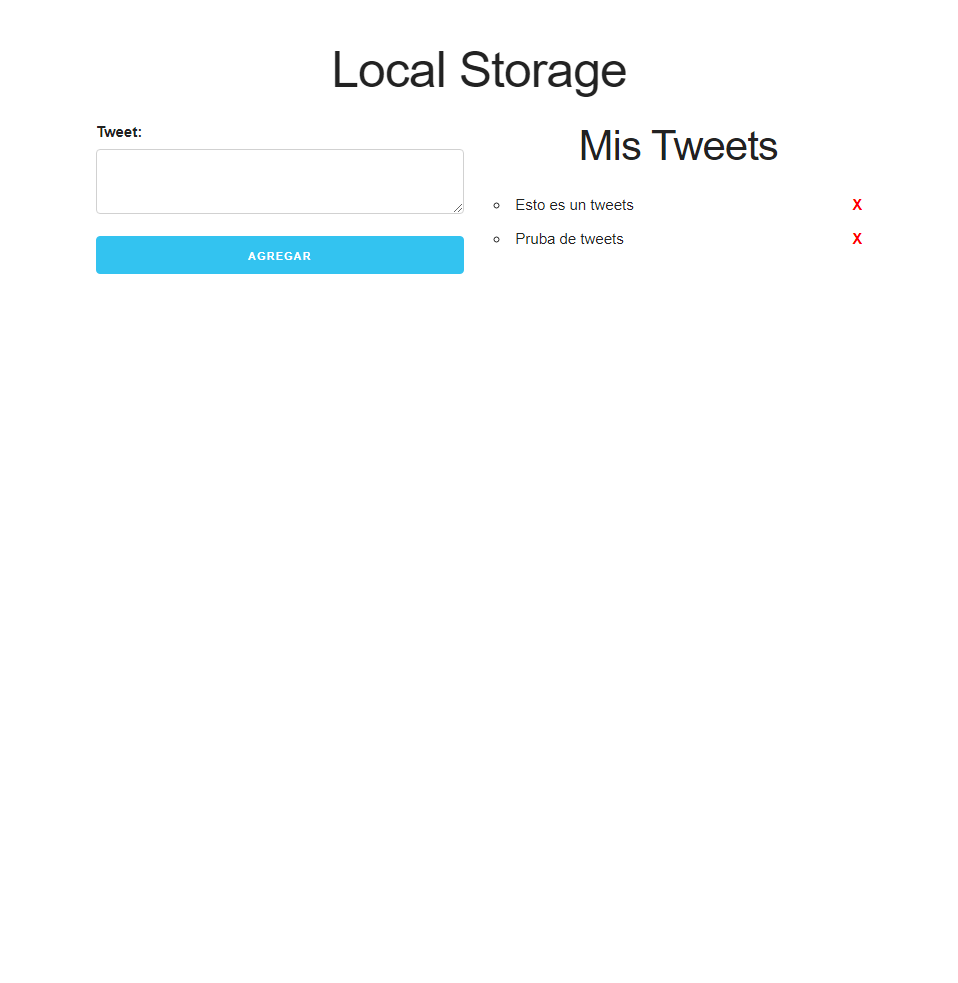 Local Storage
Tweet:
AGREGAR
Mis Tweets
Esto es un tweets X
Pruba de tweets X